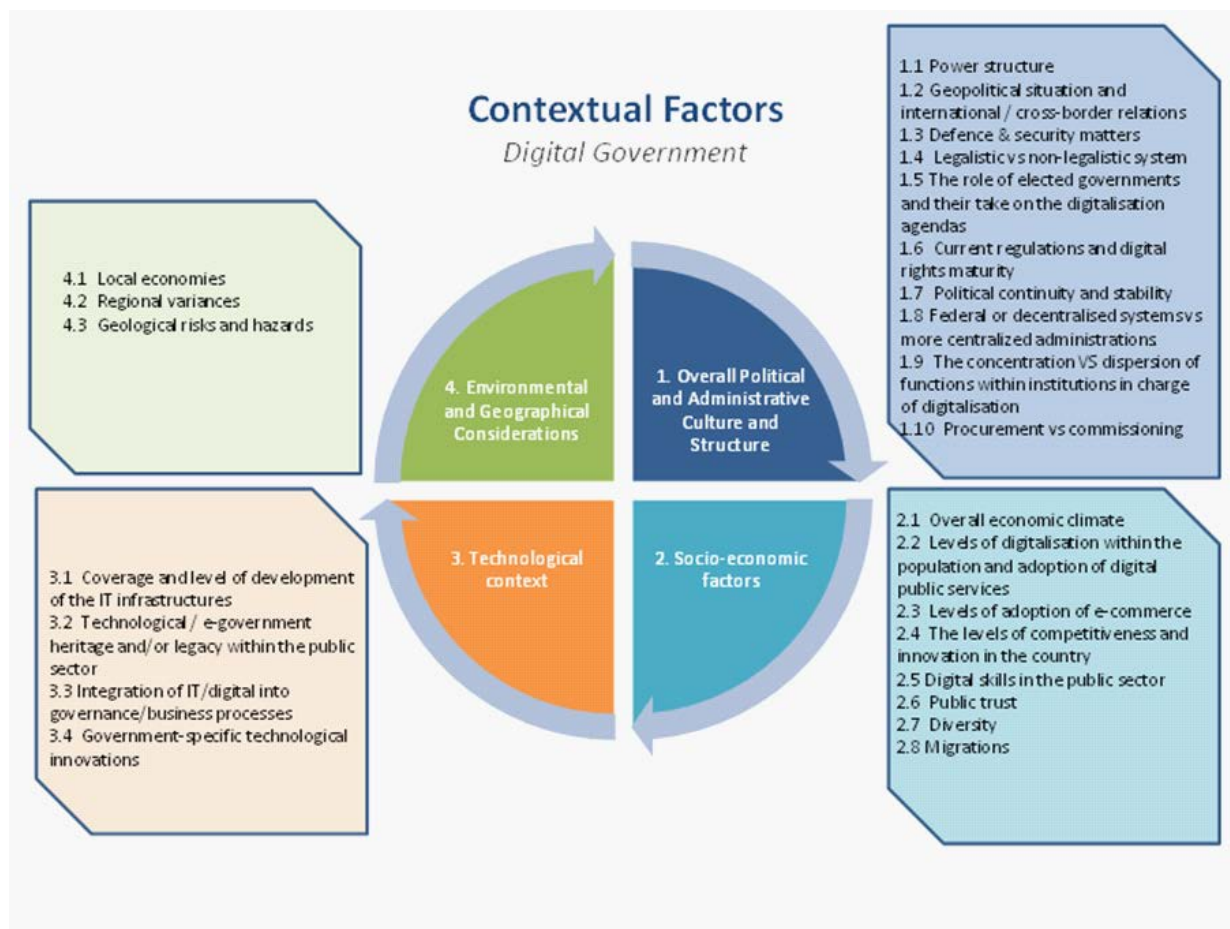 Contextual Factors
Digital Government
1.1 Power structure
1.2 Geopolitical situation and
international / cross-border relations
1.3 Defence & security matters
1.4 Legalistic vs non-legalistic system
1.5 The role of elected governments
and their take on the digitalisation
agendas
1.6 Current regulations and digital
rights maturity
1.7 Political continuity and stability
1.8 Federal or decentralised systems vs
more centralized administrations
1.9 The concentration VS dispersion of
functions within institutions in charge
of digitalisation
1.10 Procurement vs commissioning
4.1 Local economies
4.2 Regional variances
4.3 Geological risks and hazards
4. Environmental
and Geographical
Considerations
1. Overall Political
and Administrative
Culture and
Structure
3. Technological
context
2. Socio-economic
factors
3.1 Coverage and level of development
of the IT infrastructures
3.2 Technological / e-government
heritage and/or legacy within the public
sector
3.3 Integration of IT/digital into
governance/business processes
3.4 Government-specific technological
innovations
2.1 Overall economic climate
2.2 Levels of digitalisation within the
population and adoption of digital
public services
2.3 Levels of adoption of e-commerce
2.4 The levels of competitiveness and
innovation in the country
2.5 Digital skills in the public sector
2.6 Public trust
2.7 Diversity
2.8 Migrations